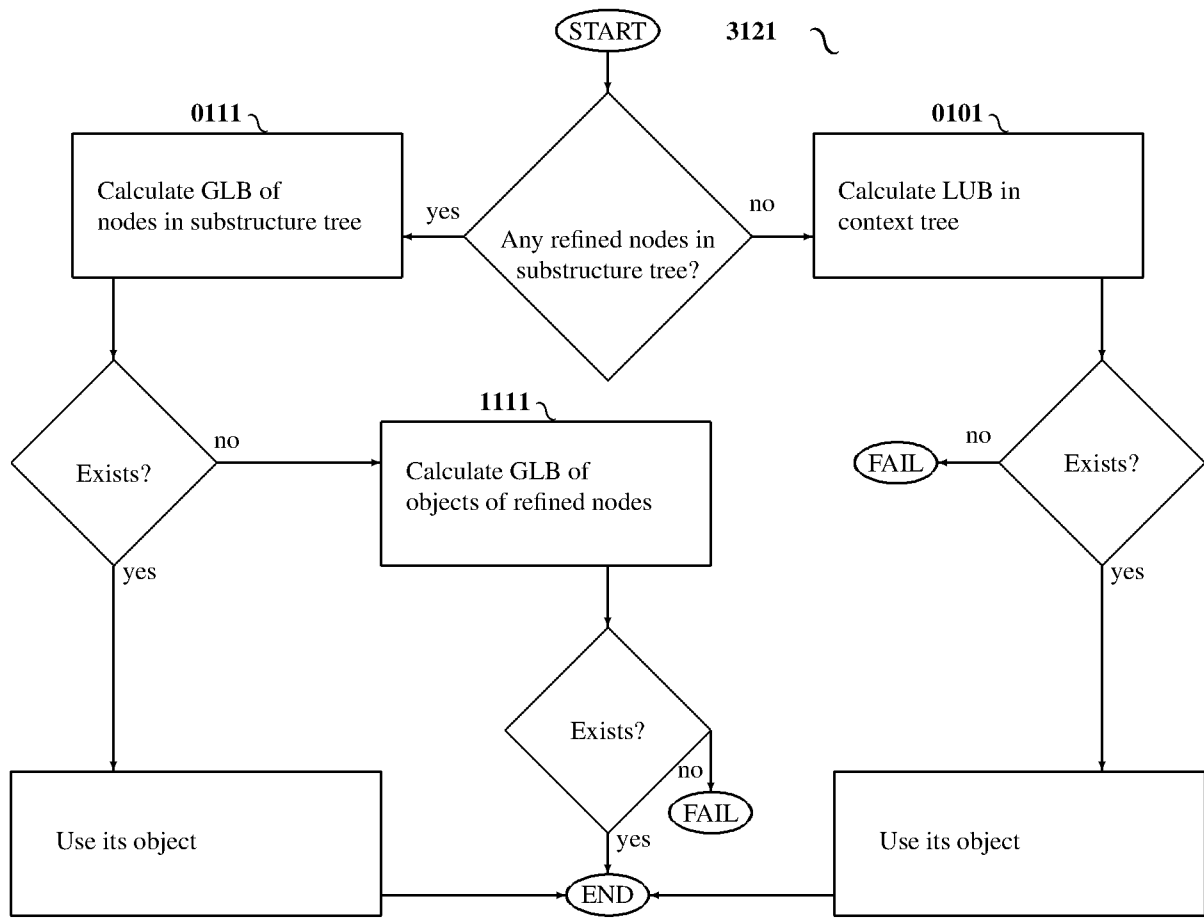 START
3121
0111
0101
Calculate GLB of
nodes in substructure tree
yes
Any refined nodes in
substructure tree?
no
Calculate LUB in
context tree
1111
Exists?
no
Calculate GLB of
objects of refined nodes
FAIL
no
Exists?
yes
yes
Exists?
no
FAIL
yes
Use its object
Use its object
END